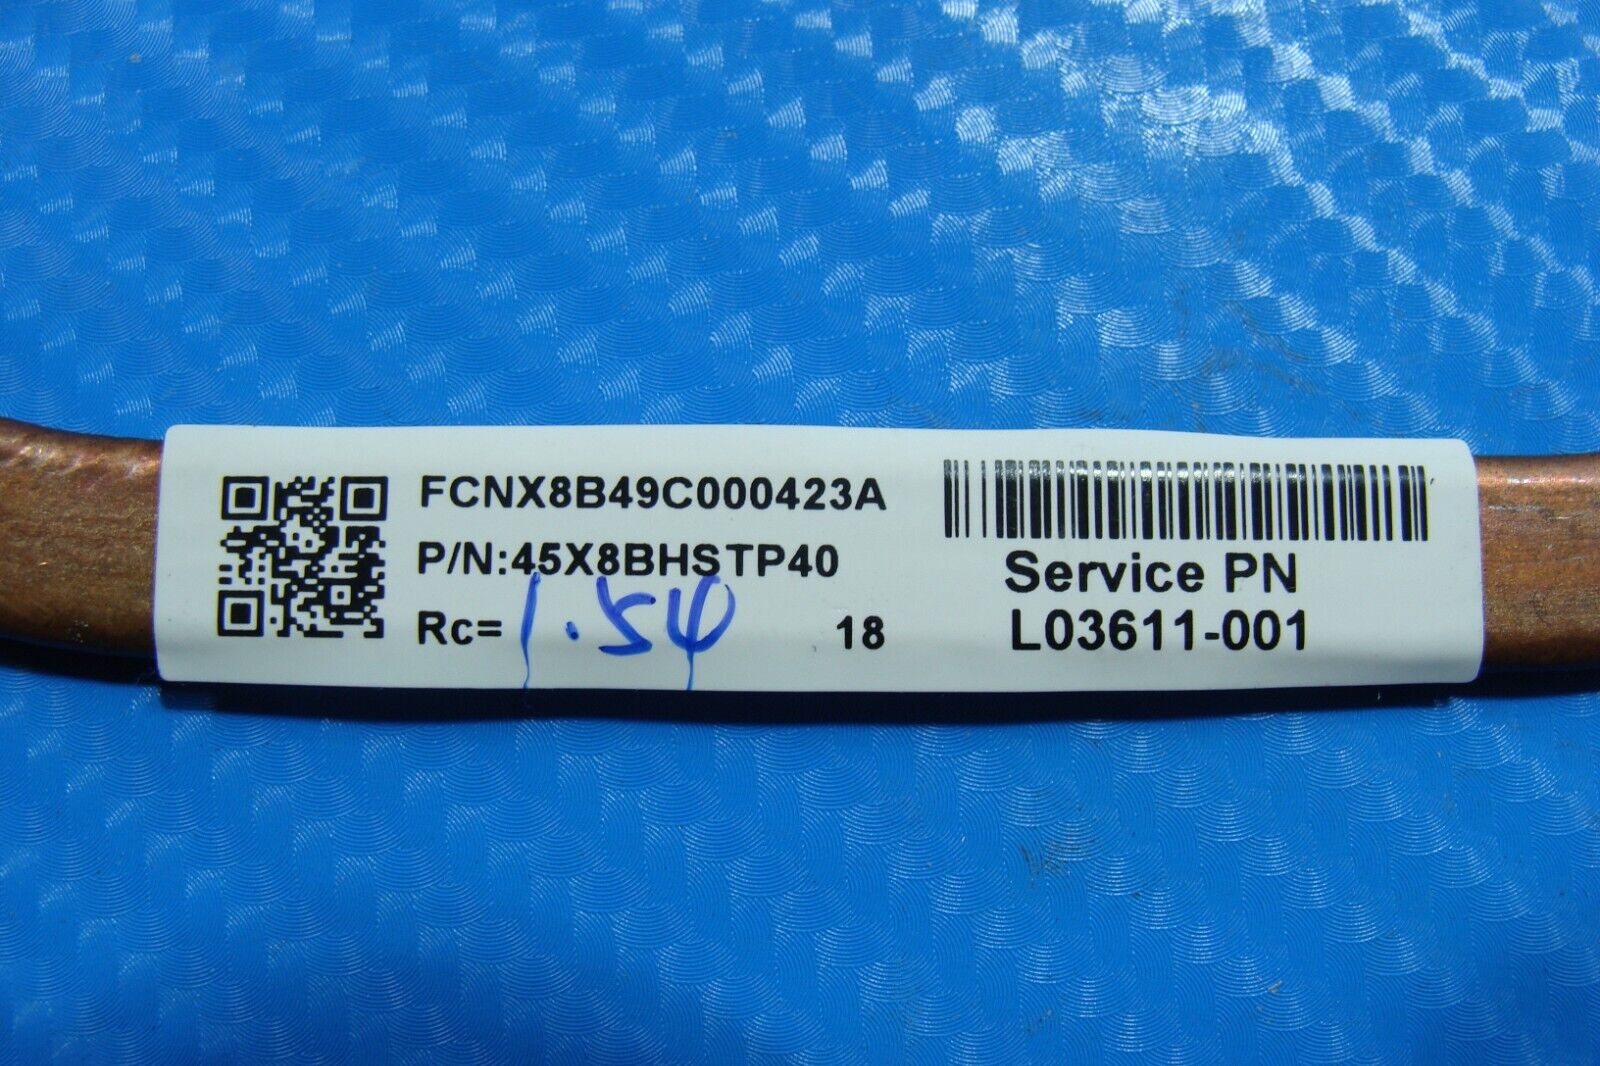 FCNX8B49C000423A
P/N:45X8BHSTP40
Rc=1.54 18
Service PN
L03611-001